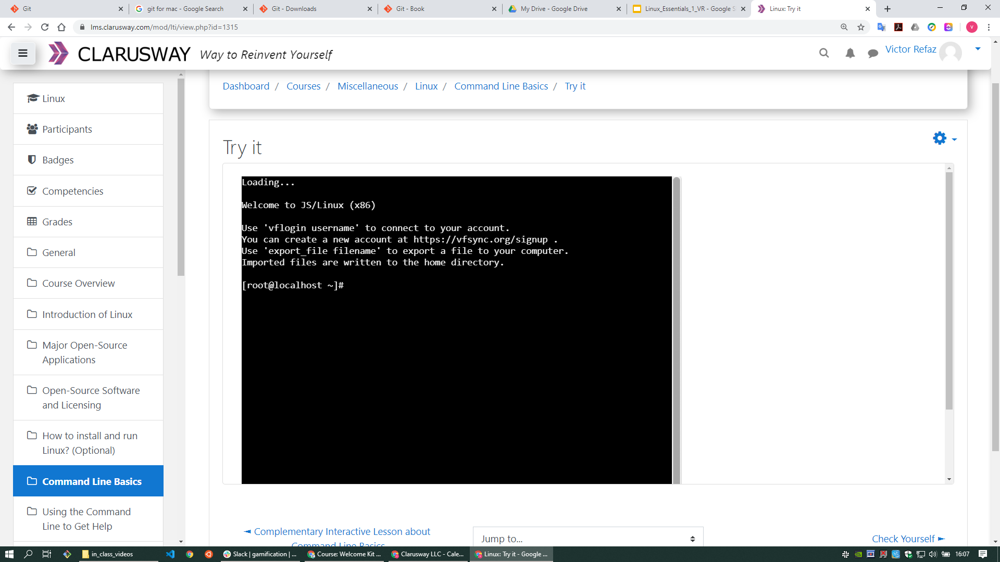 Git
git for mac - Google Search
Git - Downloads
Git - Book
My Drive - Google Drive
Linux_Essentials_1_VR - Google S
Linux: Try it
lms.clarusway.com/mod/lti/view.php?id=1315
V
CLARUSWAY Way to Reinvent Yourself
Victor Refaz
Dashboard / Courses / Miscellaneous / Linux / Command Line Basics / Try it
Linux
Participants
Badges
Competencies
Grades
General
Course Overview
Introduction of Linux
Major Open-Source
Applications
Open-Source Software
and Licensing
How to install and run
Linux? (Optional)
Command Line Basics
Using the Command
Line to Get Help
Try it
Loading...
Welcome to JS/Linux (x86)
Use 'vflogin username' to connect to your account.
You can create a new account at https://vfsync.org/signup .
Use 'export_file filename' to export a file to your computer.
Imported files are written to the home directory.
[root@localhost ~]#
◄ Complementary Interactive Lesson about
Command Line Basics
Jump to...
Check Yourself ►
in_class_videos
Slack | gamification | ...
Course: Welcome Kit ...
Clarusway LLC - Cale...
Linux: Try it - Google ...
16:07